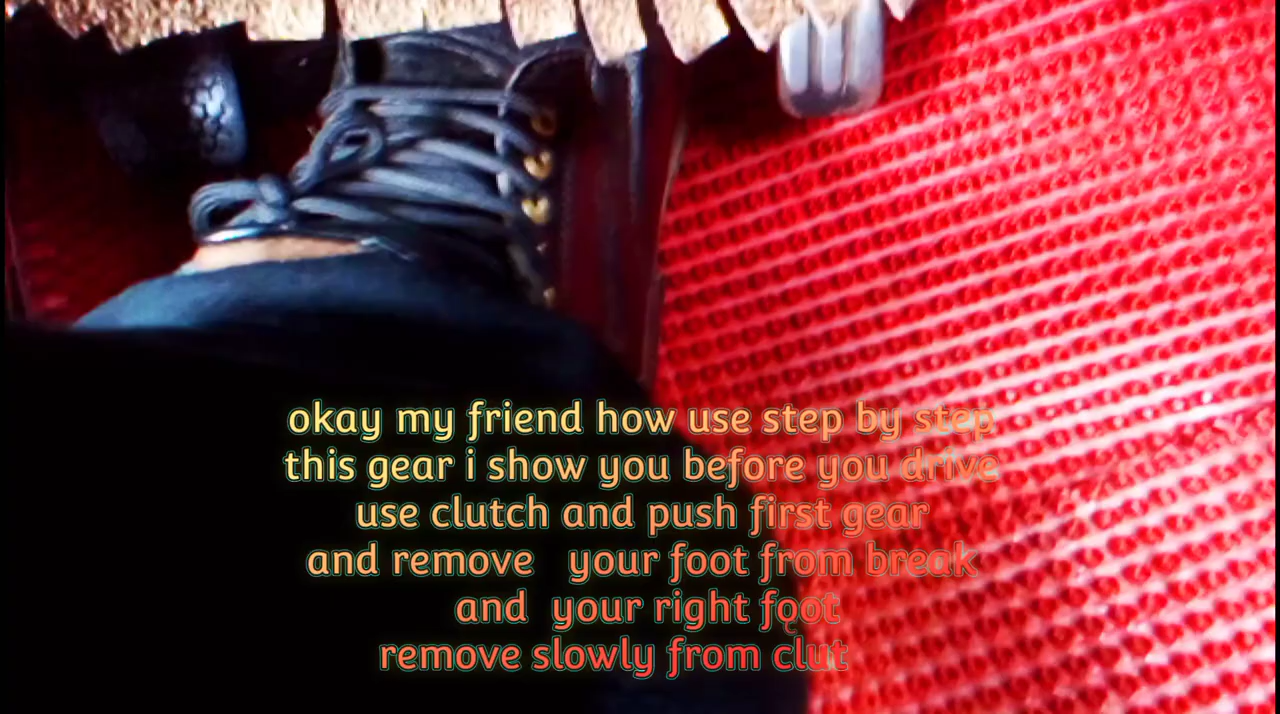 okay my friend how use step by step
this gear i show you before you drive
use clutch and push first gear
and remove your foot from break
and your right foot
remove slowly from clut